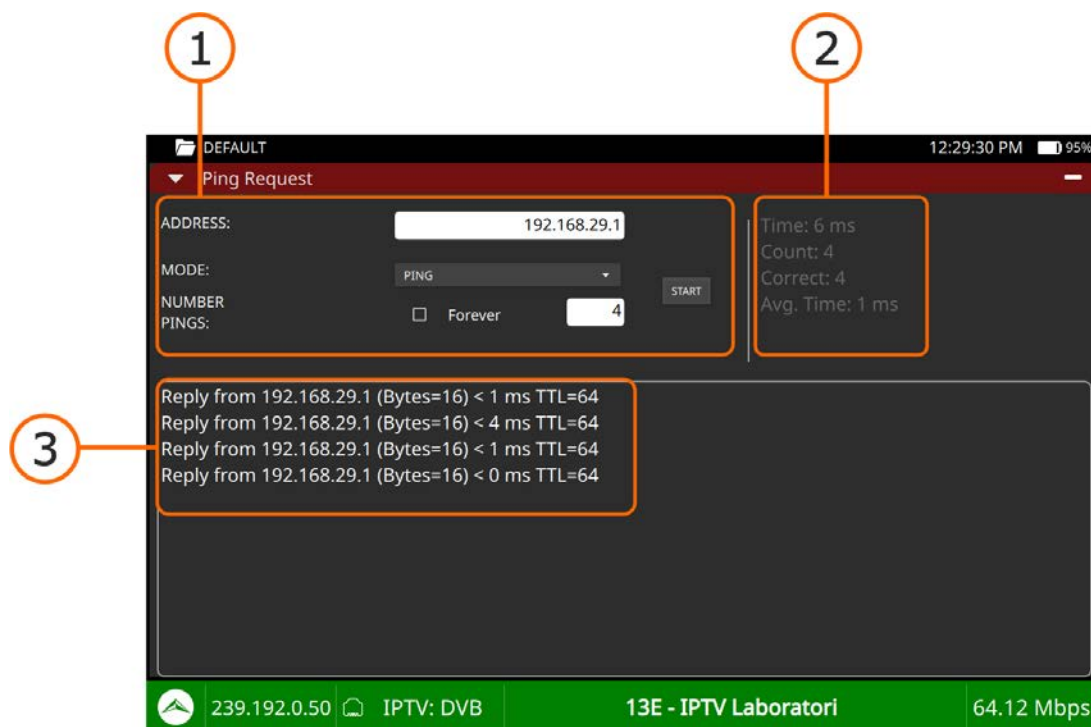 1
2
DEFAULT
12:29:30 PM 95%
Ping Request
ADDRESS:
192.168.29.1
MODE:
PING
NUMBER
PINGS:
Forever
4
START
Time: 6 ms
Count: 4
Correct: 4
Avg. Time: 1 ms
3
Reply from 192.168.29.1 (Bytes=16) < 1 ms TTL=64
Reply from 192.168.29.1 (Bytes=16) < 4 ms TTL=64
Reply from 192.168.29.1 (Bytes=16) < 1 ms TTL=64
Reply from 192.168.29.1 (Bytes=16) < 0 ms TTL=64
239.192.0.50 IPTV: DVB 13E - IPTV Laboratori 64.12 Mbps